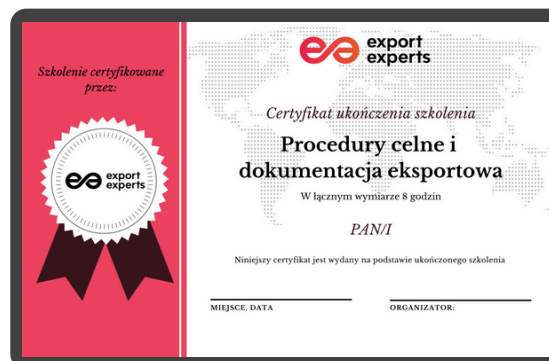 Szkolenie certyfikowane
przez:
export
experts
export
experts
Certyfikat ukończenia szkolenia
Procedury celne i
dokumentacja eksportowa
W łącznym wymiarze 8 godzin
PAN/I
Niniejszy certyfikat jest wydany na podstawie ukończonego szkolenia
MIEJSCE, DATA
ORGANIZATOR: